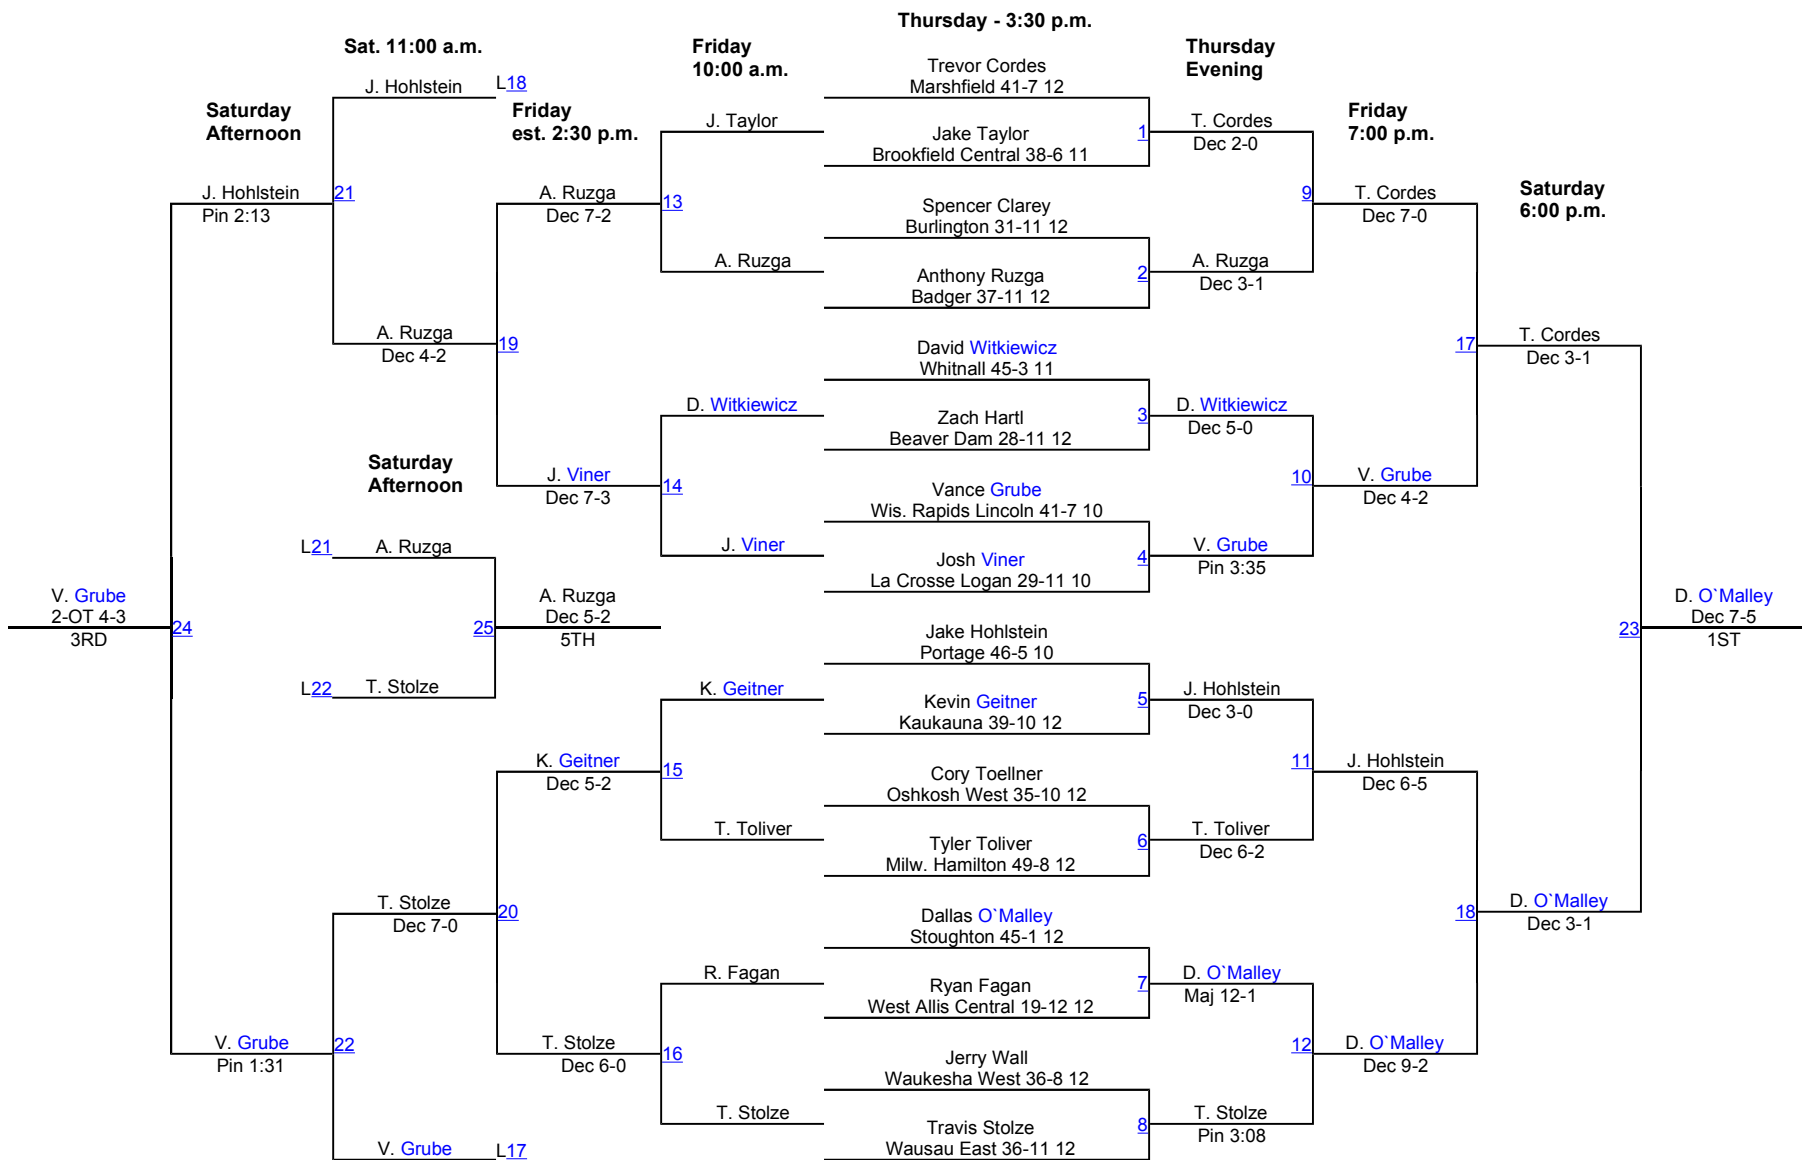 Thursday - 3:30 p.m.
Sat. 11:00 a.m.
Friday
10:00 a.m.
Thursday
Evening
Saturday
Afternoon
Friday
est. 2:30 p.m.
Friday
7:00 p.m.
Saturday
6:00 p.m.
Saturday
Afternoon
V. Grube
2-OT 4-3
3RD
24
J. Hohlstein
Pin 2:13
V. Grube
Pin 1:31
J. Hohlstein
L18
21
A. Ruzga
Dec 4-2
L21
A. Ruzga
L22
T. Stolze
25
A. Ruzga
Dec 5-2
5TH
T. Stolze
Dec 7-0
22
V. Grube
L17
A. Ruzga
Dec 7-2
19
J. Viner
Dec 7-3
K. Geitner
Dec 5-2
20
T. Stolze
Dec 6-0
J. Taylor
13
A. Ruzga
D. Witkiewicz
14
J. Viner
K. Geitner
15
T. Toliver
R. Fagan
16
T. Stolze
Trevor Cordes
Marshfield 41-7 12
Jake Taylor
Brookfield Central 38-6 11
1
Spencer Clarey
Burlington 31-11 12
Anthony Ruzga
Badger 37-11 12
2
David Witkiewicz
Whitnall 45-3 11
Zach Hartl
Beaver Dam 28-11 12
3
Vance Grube
Wis. Rapids Lincoln 41-7 10
Josh Viner
La Crosse Logan 29-11 10
4
Jake Hohlstein
Portage 46-5 10
Kevin Geitner
Kaukauna 39-10 12
5
Cory Toellner
Oshkosh West 35-10 12
Tyler Toliver
Milw. Hamilton 49-8 12
6
Dallas O`Malley
Stoughton 45-1 12
Ryan Fagan
West Allis Central 19-12 12
7
Jerry Wall
Waukesha West 36-8 12
Travis Stolze
Wausau East 36-11 12
8
T. Cordes
Dec 2-0
9
A. Ruzga
Dec 3-1
D. Witkiewicz
Dec 5-0
10
V. Grube
Pin 3:35
J. Hohlstein
Dec 3-0
11
T. Toliver
Dec 6-2
D. O`Malley
Maj 12-1
12
T. Stolze
Pin 3:08
T. Cordes
Dec 7-0
17
V. Grube
Dec 4-2
J. Hohlstein
Dec 6-5
18
D. O`Malley
Dec 9-2
T. Cordes
Dec 3-1
23
D. O`Malley
Dec 3-1
D. O`Malley
Dec 7-5
1ST